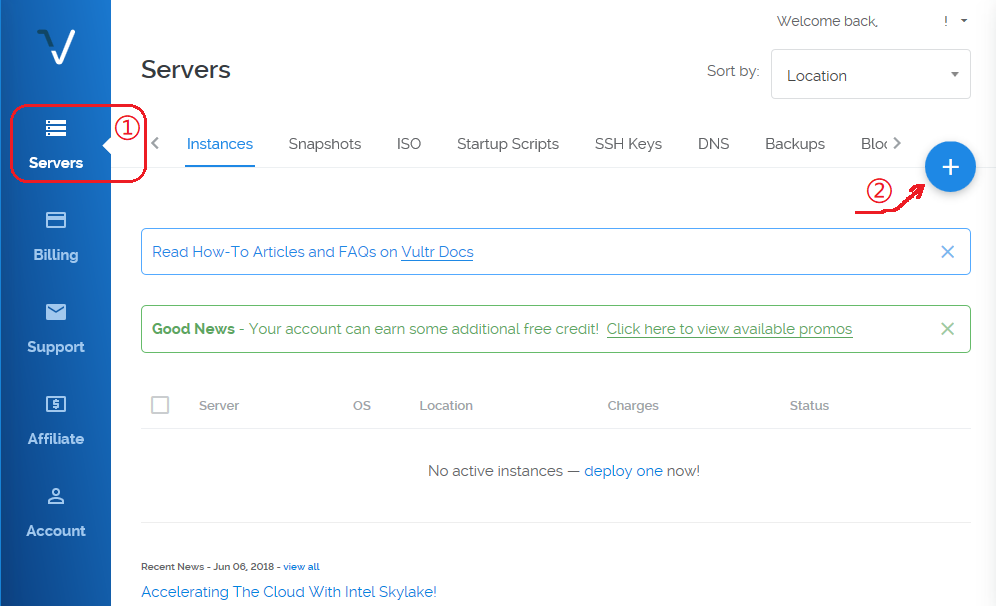 Welcome back, !
Servers
Sort by: Location
①
Servers
Instances Snapshots ISO Startup Scripts SSH Keys DNS Backups
②
Billing
Read How-To Articles and FAQs on Vultr Docs
Support
Good News - Your account can earn some additional free credit! Click here to view available promos
Affiliate
Server OS Location Charges Status
No active instances — deploy one now!
Account
Recent News - Jun 06, 2018 - view all
Accelerating The Cloud With Intel Skylake!